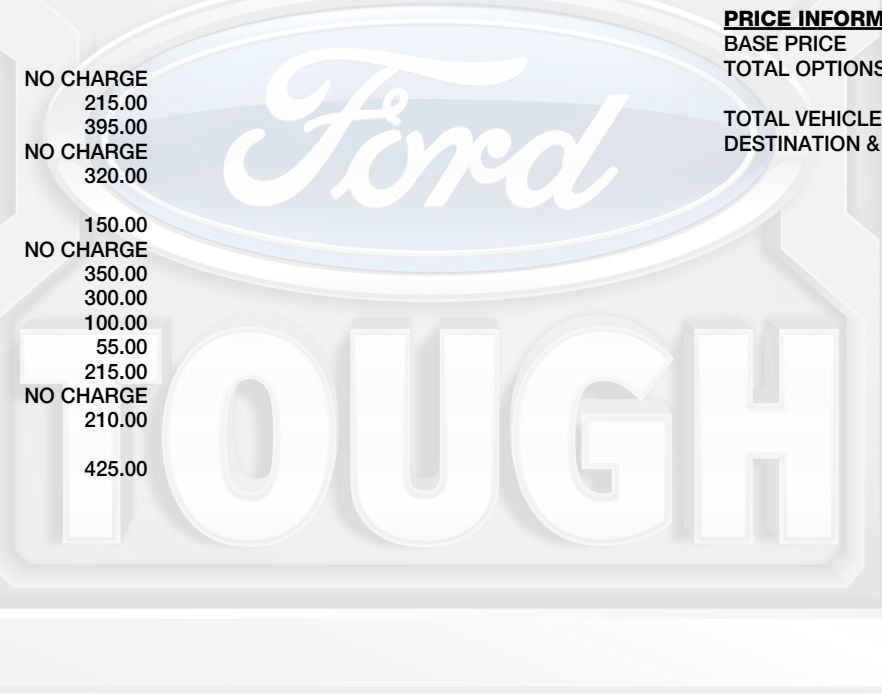 PRICE INFORM
BASE PRICE
TOTAL OPTIONS
TOTAL VEHICLE
DESTINATION &
NO CHARGE
215.00
395.00
NO CHARGE
320.00
150.00
NO CHARGE
350.00
300.00
100.00
55.00
215.00
NO CHARGE
210.00
425.00
Ford
TOUGH